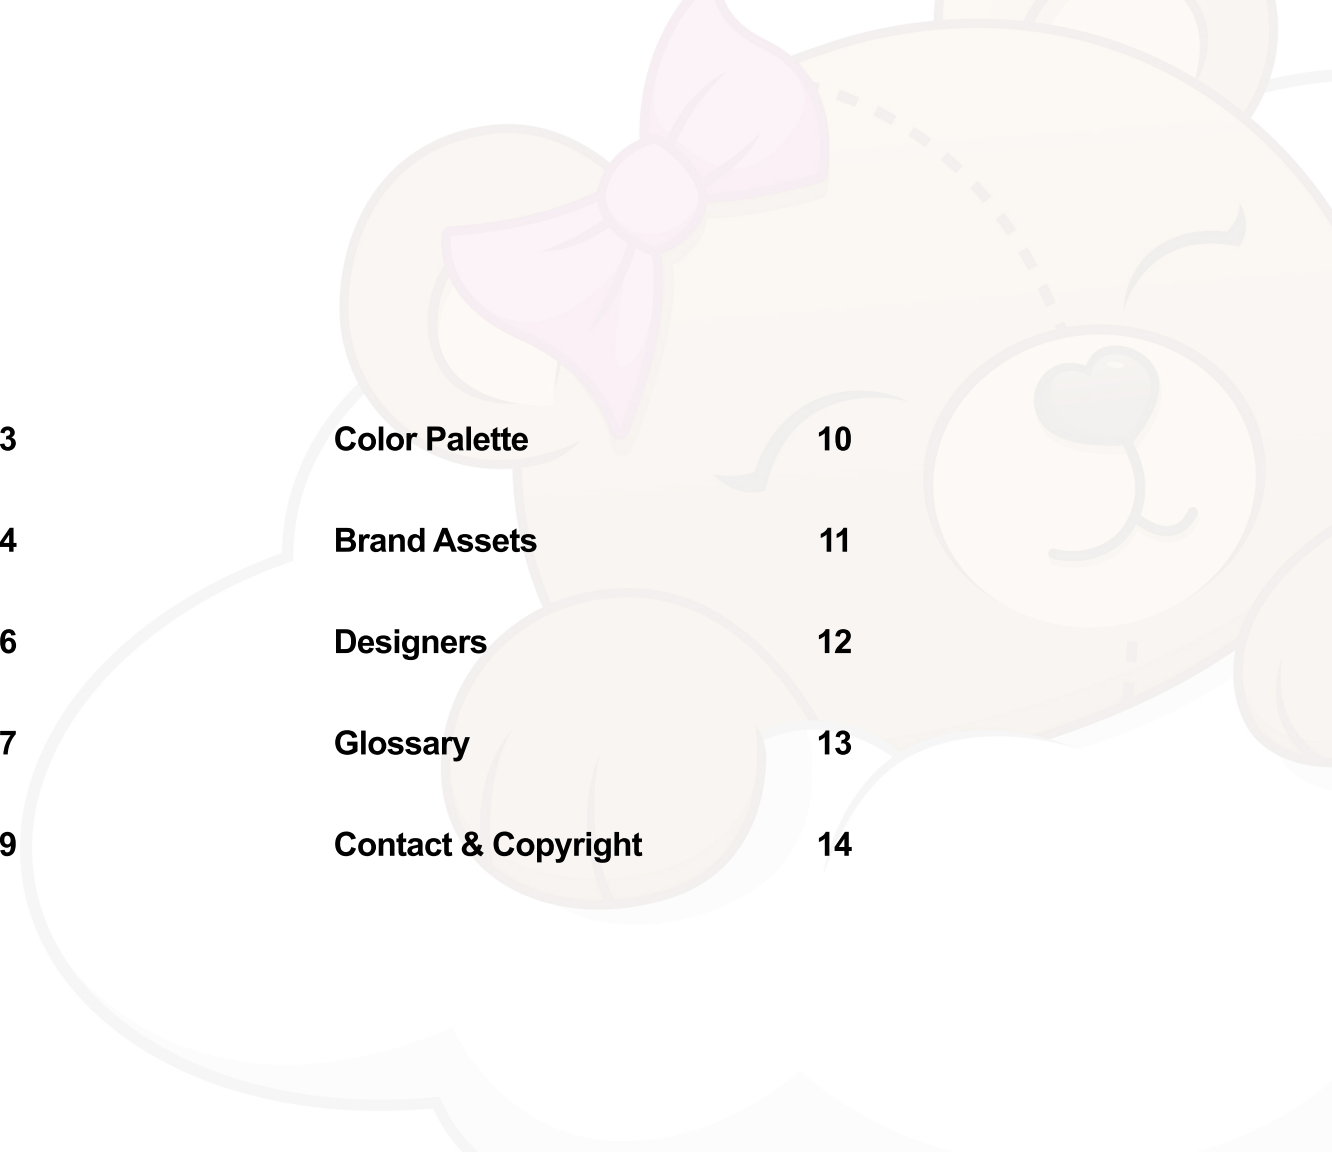 3 Color Palette 10
4 Brand Assets 11
6 Designers 12
7 Glossary 13
9 Contact & Copyright 14